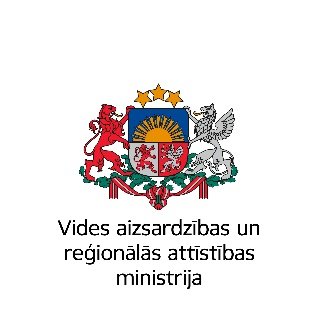 Vides aizsardzības un
reģionālās attīstības
ministrija